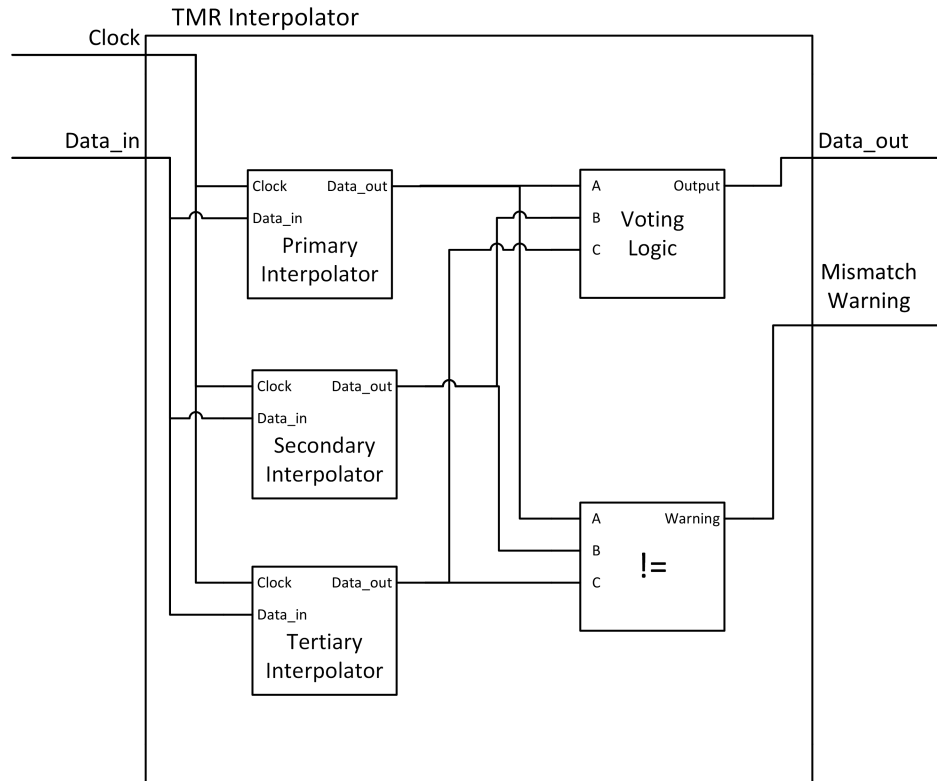 TMR Interpolator
Clock
Data_in
Data_out
Clock
Data_out
Data_in
Primary
Interpolator
A
Output
B
Voting
Logic
C
Mismatch
Warning
Clock
Data_out
Data_in
Secondary
Interpolator
A
Warning
B
!=
C
Clock
Data_out
Data_in
Tertiary
Interpolator